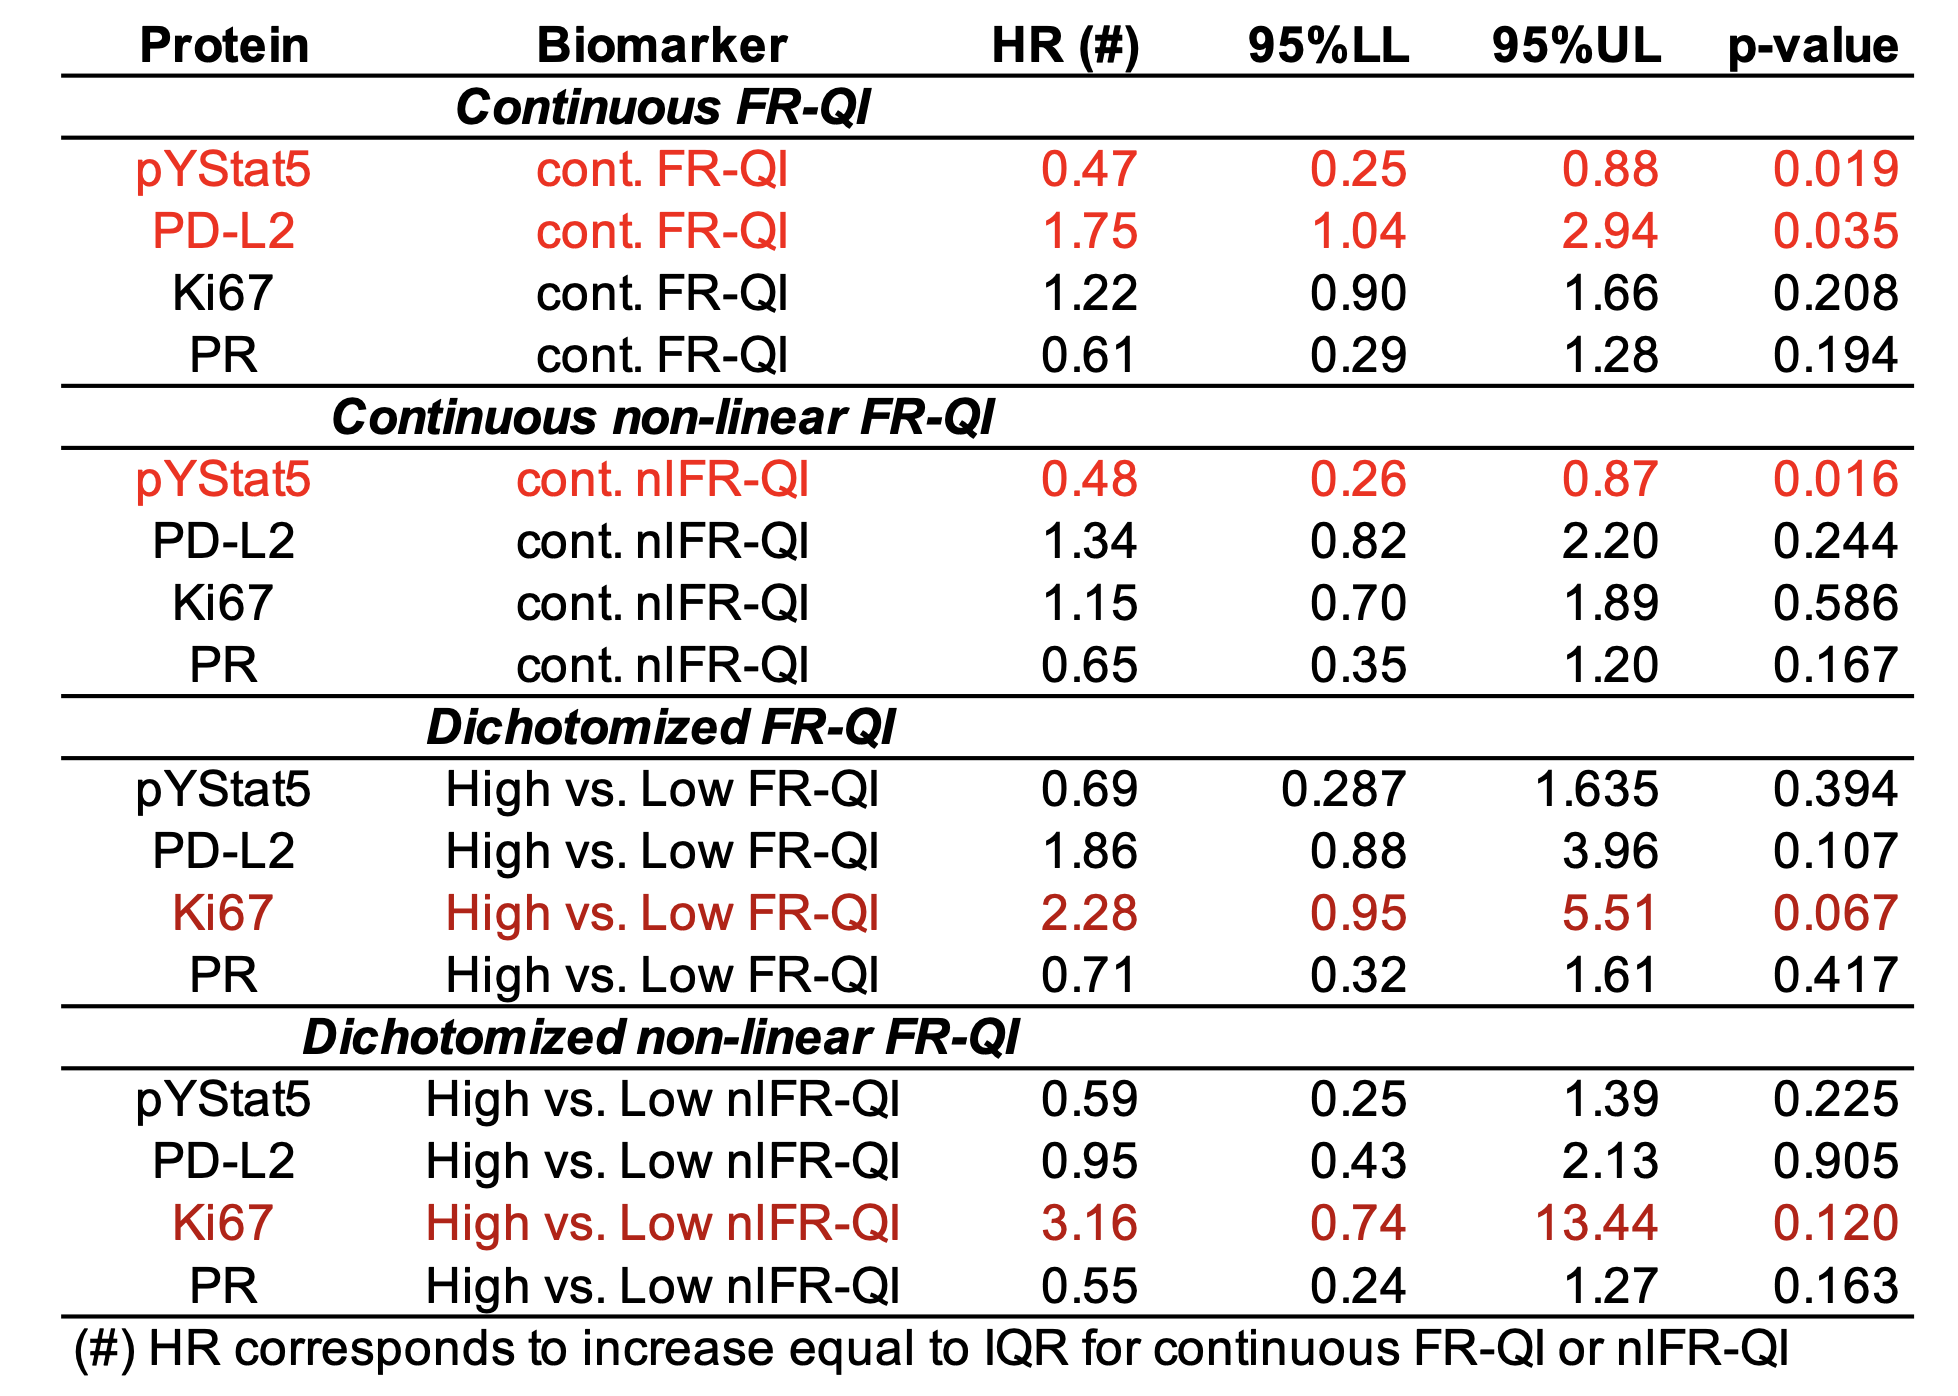 Protein Biomarker HR (#) 95%LL 95%UL p-value
Continuous FR-QI
pYStat5 cont. FR-QI 0.47 0.25 0.88 0.019
PD-L2 cont. FR-QI 1.75 1.04 2.94 0.035
Ki67 cont. FR-QI 1.22 0.90 1.66 0.208
PR cont. FR-QI 0.61 0.29 1.28 0.194
Continuous non-linear FR-QI
pYStat5 cont. nlFR-QI 0.48 0.26 0.87 0.016
PD-L2 cont. nlFR-QI 1.34 0.82 2.20 0.244
Ki67 cont. nlFR-QI 1.15 0.70 1.89 0.586
PR cont. nlFR-QI 0.65 0.35 1.20 0.167
Dichotomized FR-QI
pYStat5 High vs. Low FR-QI 0.69 0.287 1.635 0.394
PD-L2 High vs. Low FR-QI 1.86 0.88 3.96 0.107
Ki67 High vs. Low FR-QI 2.28 0.95 5.51 0.067
PR High vs. Low FR-QI 0.71 0.32 1.61 0.417
Dichotomized non-linear FR-QI
pYStat5 High vs. Low nlFR-QI 0.59 0.25 1.39 0.225
PD-L2 High vs. Low nlFR-QI 0.95 0.43 2.13 0.905
Ki67 High vs. Low nlFR-QI 3.16 0.74 13.44 0.120
PR High vs. Low nlFR-QI 0.55 0.24 1.27 0.163
(#) HR corresponds to increase equal to IQR for continuous FR-QI or nlFR-QI